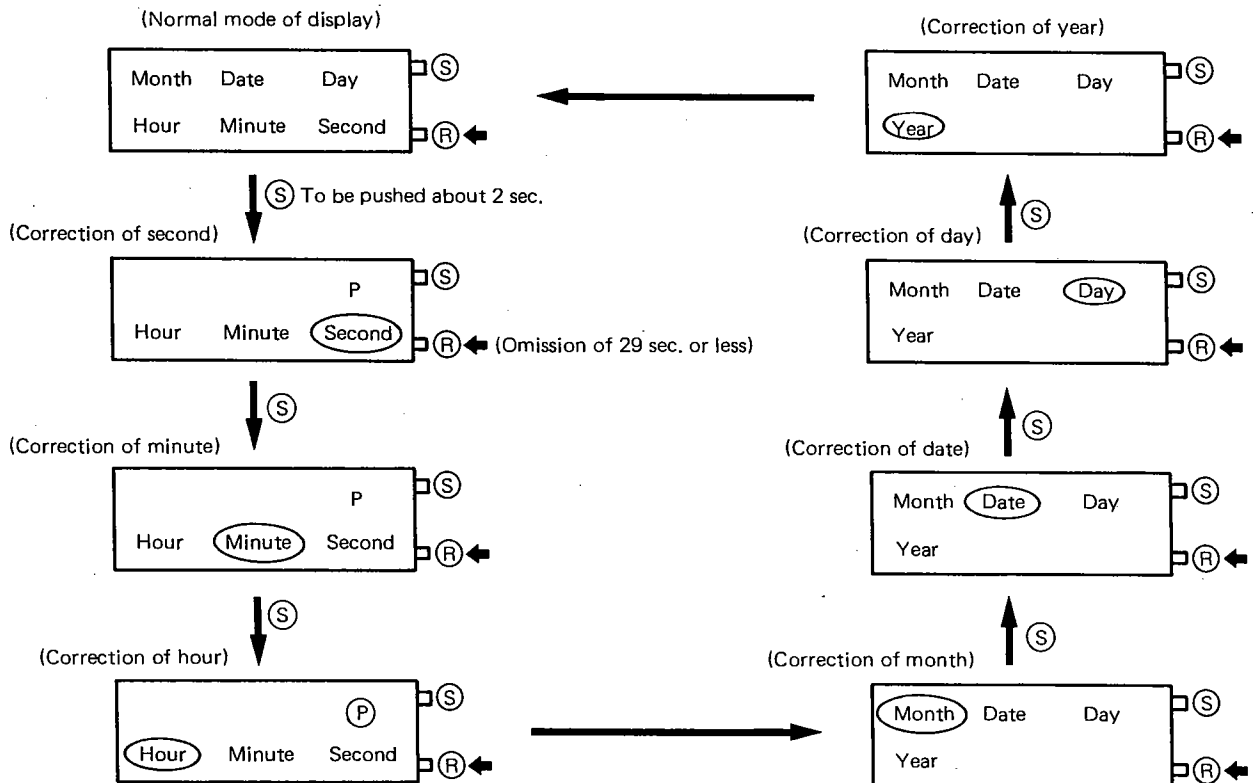 (Normal mode of display)
Month Date Day Ⓢ
Hour Minute Second Ⓡ
Ⓢ To be pushed about 2 sec.
(Correction of second)
P Ⓢ
Hour Minute Second Ⓡ (Omission of 29 sec. or less)
Ⓢ
(Correction of minute)
P Ⓢ
Hour Minute Second Ⓡ
Ⓢ
(Correction of hour)
Ⓟ Ⓢ
Hour Minute Second Ⓡ
(Correction of month)
Month Date Day Ⓢ
Year Ⓡ
Ⓢ
(Correction of date)
Month Date Day Ⓢ
Year Ⓡ
Ⓢ
(Correction of day)
Month Date Day Ⓢ
Year Ⓡ
Ⓢ
(Correction of year)
Month Date Day Ⓢ
Year Ⓡ